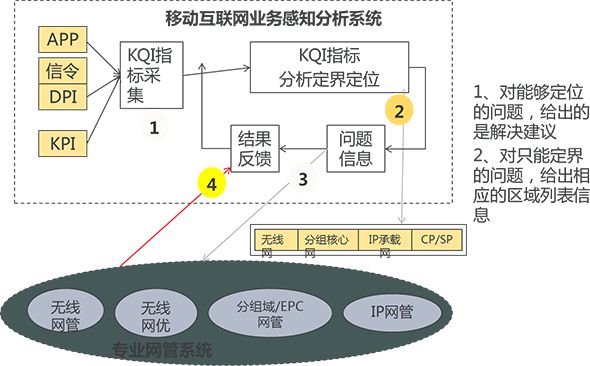 移动互联网业务感知分析系统
APP
信令
DPI
KPI
KQI指
标采
集
1
KQI指标
分析定界定位
2
结果
反馈
问题
信息
4
3
1、对能够定位
的问题，给出的
是解决建议
2、对只能定界
的问题，给出相
应的区域列表信
息
无线
网
分组核心
网
IP承载
网
CP/SP
无线
网管
无线
网优
分组域/EPC
网管
IP网管
专业网管系统